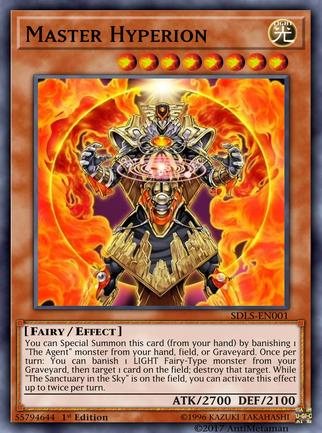 MASTER HYPERION
LIGHT
光
SDLS-EN001
[FAIRY / EFFECT]
You can Special Summon this card (from your hand) by banishing 1
"The Agent" monster from your hand, field, or Graveyard. Once per
turn: You can banish 1 LIGHT Fairy-Type monster from your
Graveyard, then target 1 card on the field; destroy that target. While
"The Sanctuary in the Sky" is on the field, you can activate this effect
up to twice per turn.
ATK/2700 DEF/2100
55794644 1st Edition ©1996 KAZUKI TAKAHASHI
©2017 AntiMetaman